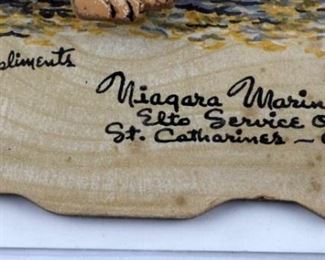 pliments
Niagara Marin
Elto Service O
St. Catharines —